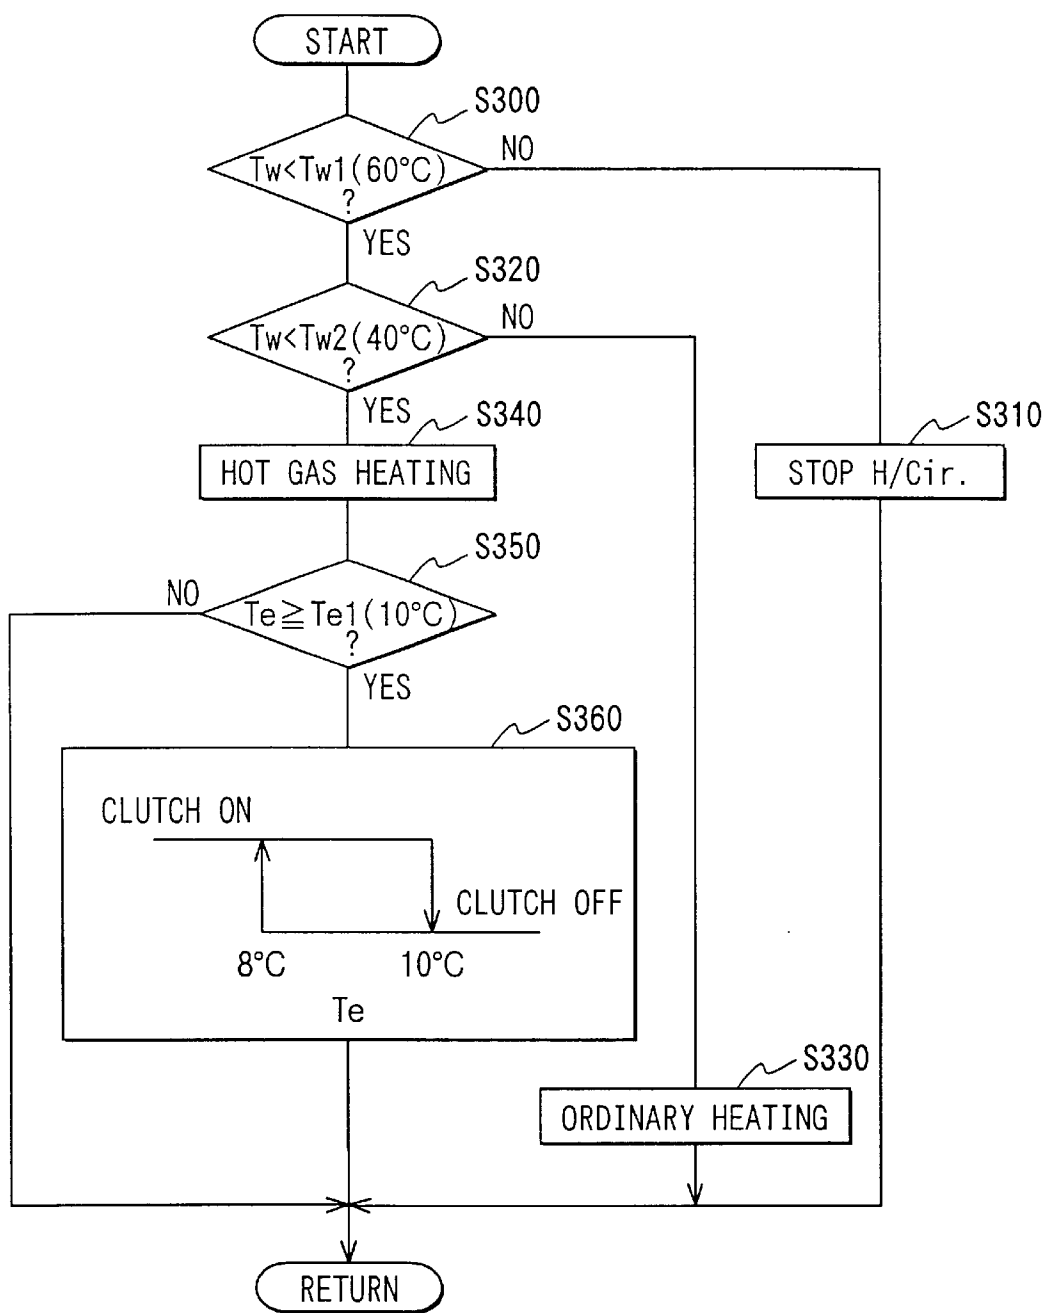 START
S300
Tw<Tw1(60°C)
?
NO
YES
S320
Tw<Tw2(40°C)
?
NO
YES
S340
HOT GAS HEATING
S310
STOP H/Cir.
S350
NO
Te≧Te1(10°C)
?
YES
S360
CLUTCH ON
CLUTCH OFF
8°C
10°C
Te
S330
ORDINARY HEATING
RETURN